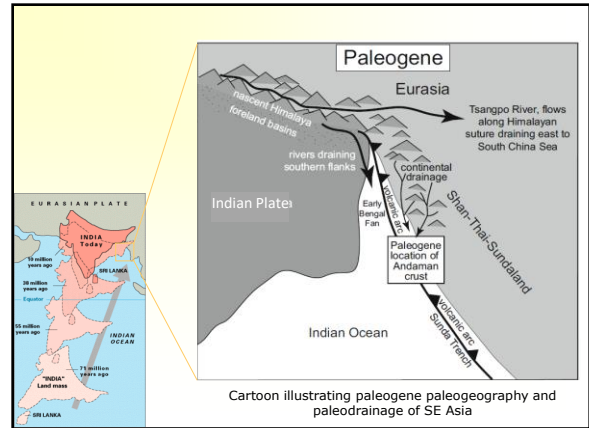 Paleogene
Eurasia
nascent Himalaya
foreland basins
Tsangpo River, flows
along Himalayan
suture draining east to
South China Sea
rivers draining
southern flanks
continental
drainage
Indian Plate
Early
Bengal
Fan
volcanic arc
Shan-Thai-Sundaland
Paleogene
location of
Andaman
crust
Indian Ocean
volcanic arc
Sunda Trench
Cartoon illustrating paleogene paleogeography and
paleodrainage of SE Asia
EURASIAN PLATE
INDIA
Today
10 million
years ago
SRI LANKA
38 million
years ago
Equator
55 million
years ago
INDIAN
OCEAN
71 million
years ago
"INDIA"
Land mass
SRI LANKA